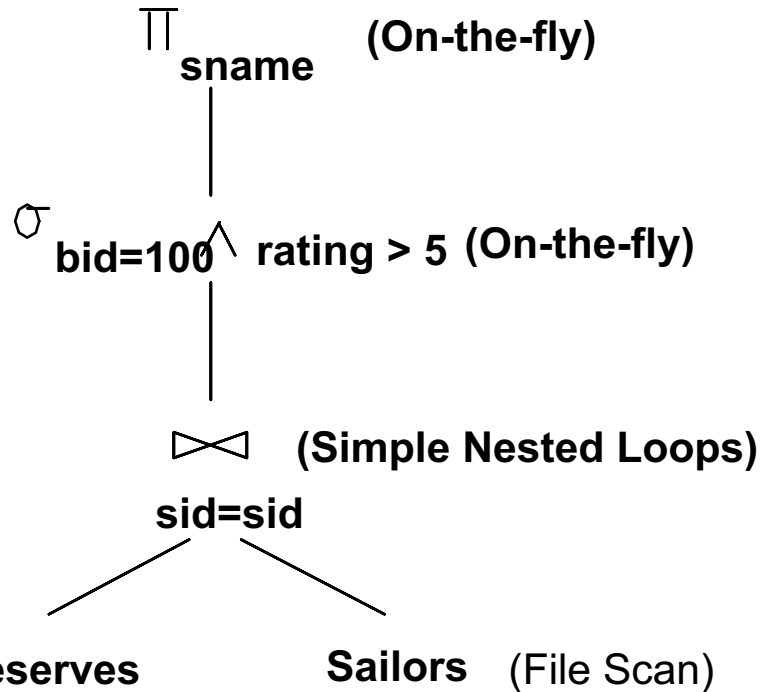 π sname (On-the-fly)
σ bid=100 ∧ rating > 5 (On-the-fly)
⋈ (Simple Nested Loops)
sid=sid
eserves Sailors (File Scan)